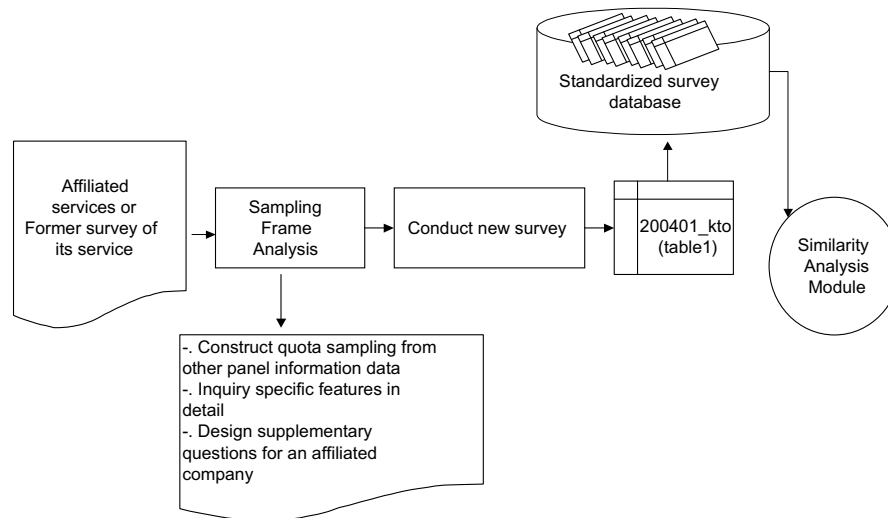 Standardized survey
database
Affiliated
services or
Former survey of
its service
Sampling
Frame
Analysis
Conduct new survey
200401_kto
(table1)
Similarity
Analysis
Module
-. Construct quota sampling from
other panel information data
-. Inquiry specific features in
detail
-. Design supplementary
questions for an affiliated
company